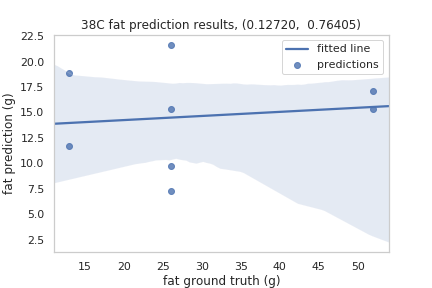 38C fat prediction results, (0.12720, 0.76405)
fitted line
predictions
22.5
20.0
17.5
15.0
12.5
10.0
7.5
5.0
2.5
fat prediction (g)
15 20 25 30 35 40 45 50
fat ground truth (g)